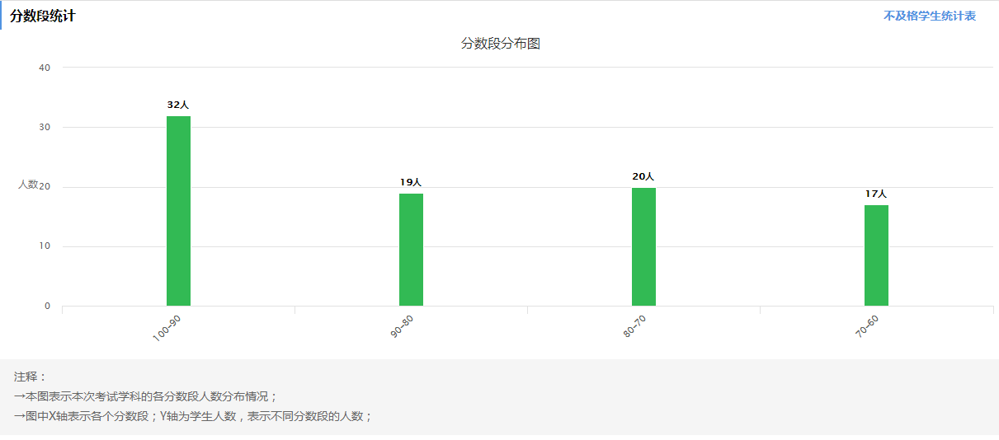 分数段统计
不及格学生统计表
分数段分布图
40
30
20
10
0
人数
32人
19人
20人
17人
100~90
90~80
80~70
70~60
注释：
→本图表示本次考试学科的各分数段人数分布情况；
→图中X轴表示各个分数段；Y轴为学生人数，表示不同分数段的人数；